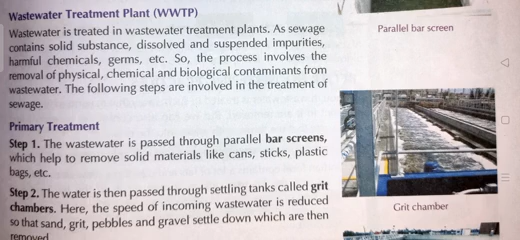 Wastewater Treatment Plant (WWTP)
Wastewater is treated in wastewater treatment plants. As sewage
contains solid substance, dissolved and suspended impurities,
harmful chemicals, germs, etc. So, the process involves the
removal of physical, chemical and biological contaminants from
wastewater. The following steps are involved in the treatment of
sewage.
Primary Treatment
Step 1. The wastewater is passed through parallel bar screens,
which help to remove solid materials like cans, sticks, plastic
bags, etc.
Step 2. The water is then passed through settling tanks called grit
chambers. Here, the speed of incoming wastewater is reduced
so that sand, grit, pebbles and gravel settle down which are then
removed
Parallel bar screen
Grit chamber